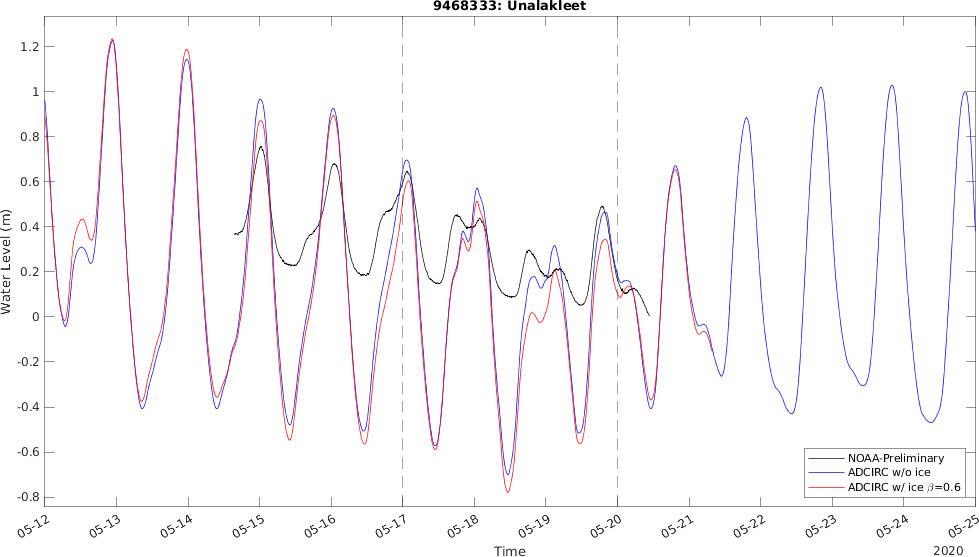 9468333: Unalakleet
Water Level (m)
1.2
1
0.8
0.6
0.4
0.2
0
-0.2
-0.4
-0.6
-0.8
NOAA-Preliminary
ADCIRC w/o ice
ADCIRC w/ ice β=0.6
05-12 05-13 05-14 05-15 05-16 05-17 05-18 05-19 05-20 05-21 05-22 05-23 05-24 05-25
Time
2020